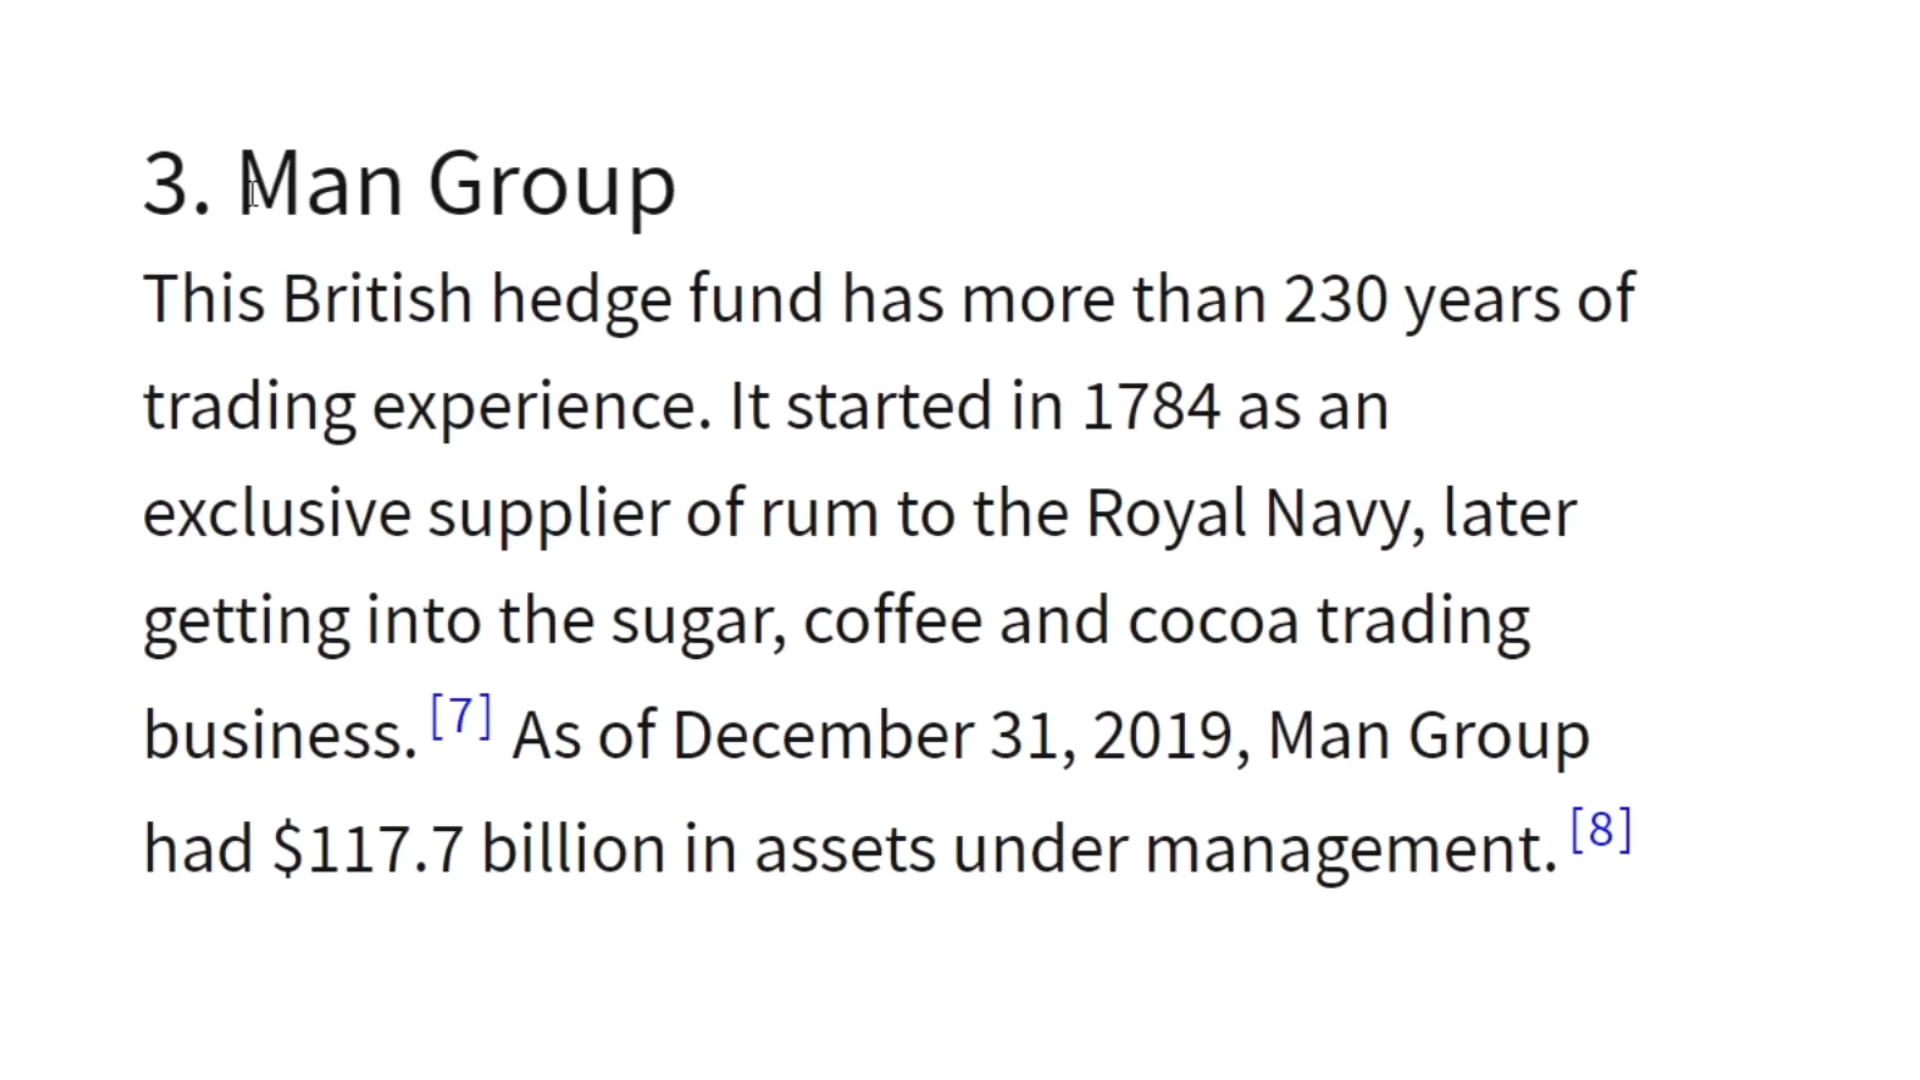 3. Man Group
This British hedge fund has more than 230 years of
trading experience. It started in 1784 as an
exclusive supplier of rum to the Royal Navy, later
getting into the sugar, coffee and cocoa trading
business. [7] As of December 31, 2019, Man Group
had $117.7 billion in assets under management. [8]